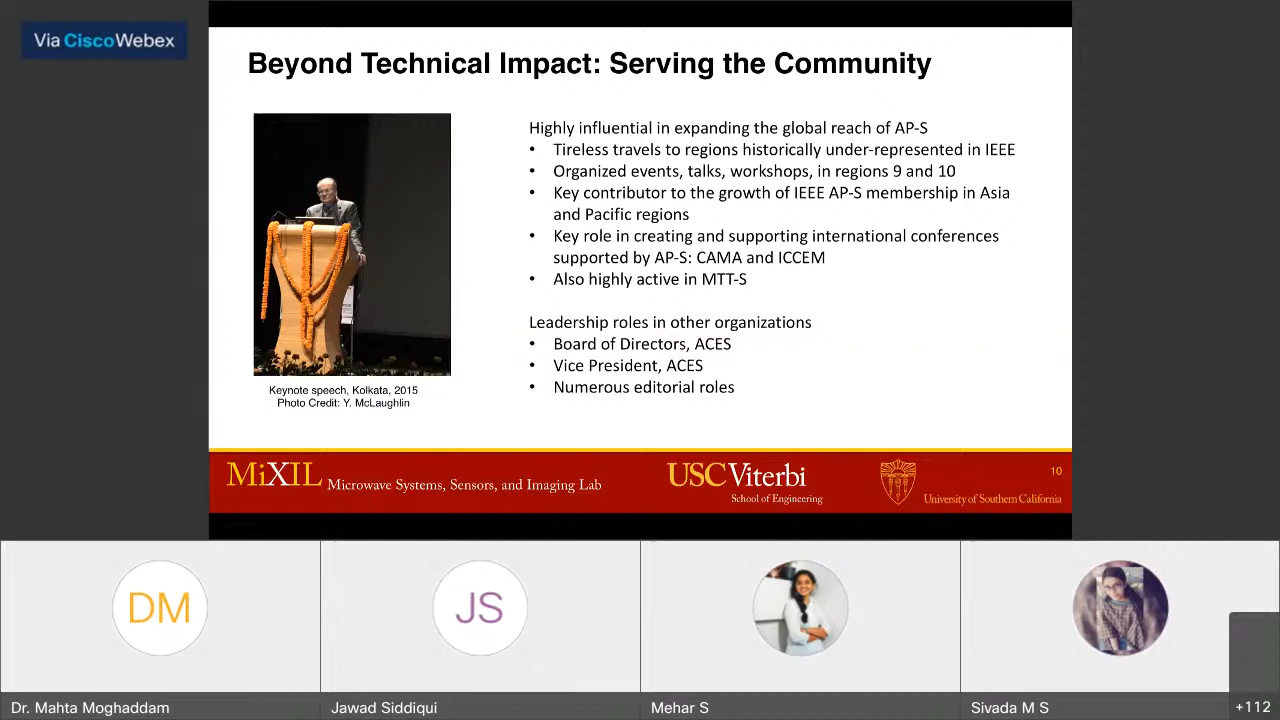 Via Cisco Webex
Beyond Technical Impact: Serving the Community
Highly influential in expanding the global reach of AP-S
• Tireless travels to regions historically under-represented in IEEE
• Organized events, talks, workshops, in regions 9 and 10
• Key contributor to the growth of IEEE AP-S membership in Asia
and Pacific regions
• Key role in creating and supporting international conferences
supported by AP-S: CAMA and ICCEM
• Also highly active in MTT-S
Leadership roles in other organizations
• Board of Directors, ACES
• Vice President, ACES
• Numerous editorial roles
Keynote speech, Kolkata, 2015
Photo Credit: Y. McLaughlin
MiXIL Microwave Systems, Sensors, and Imaging Lab
USC Viterbi
School of Engineering
University of Southern California
10
DM
JS
Dr. Mahta Moghaddam
Jawad Siddiqui
Mehar S
Sivada M S
+112